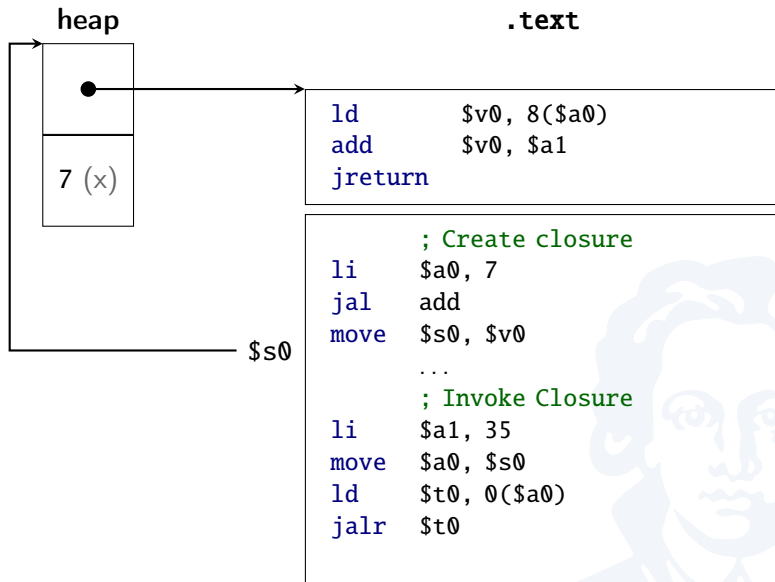 heap
.text
7 (x)
ld $v0, 8($a0)
add $v0, $a1
jreturn
; Create closure
li $a0, 7
jal add
move $s0, $v0
...
; Invoke Closure
li $a1, 35
move $a0, $s0
ld $t0, 0($a0)
jalr $t0
$s0